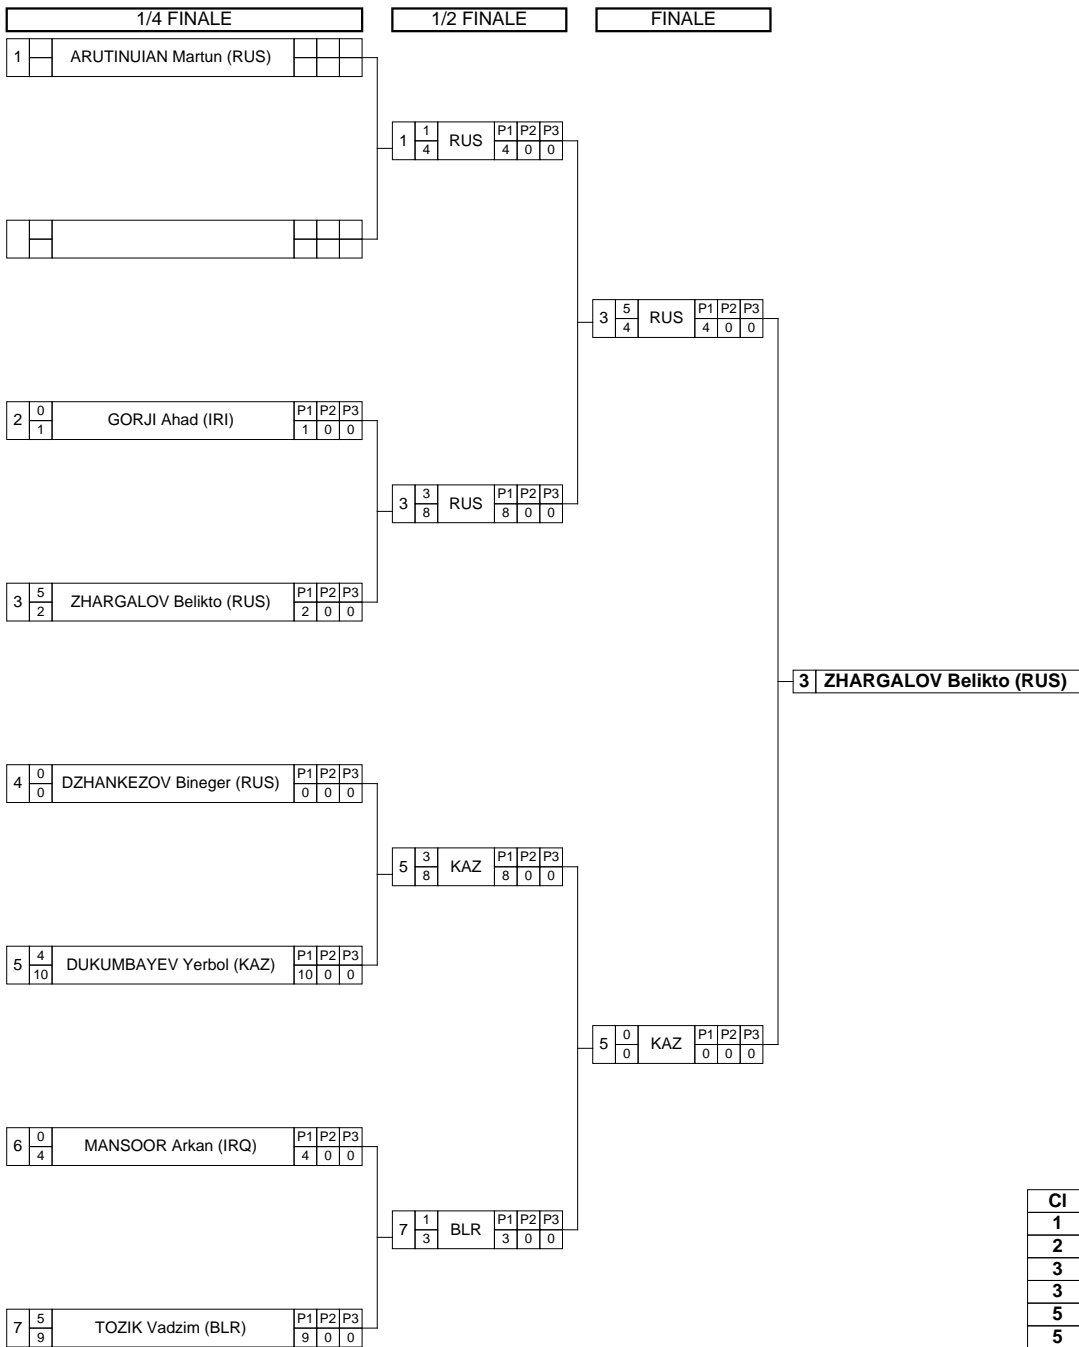 1/4 FINALE 1/2 FINALE FINALE
1 ARUTINUIAN Martun (RUS)
1 1 RUS P1 P2 P3
4 4 0 0
3 5 RUS P1 P2 P3
4 4 0 0
2 0 GORJI Ahad (IRI) P1 P2 P3
1 1 0 0
3 3 RUS P1 P2 P3
8 8 0 0
3 5 ZHARGALOV Belikto (RUS) P1 P2 P3
2 2 0 0
3 ZHARGALOV Belikto (RUS)
4 0 DZHANKEZOV Bineger (RUS) P1 P2 P3
0 0 0 0
5 3 KAZ P1 P2 P3
8 8 0 0
5 4 DUKUMBAYEV Yerbol (KAZ) P1 P2 P3
10 10 0 0
5 0 KAZ P1 P2 P3
0 0 0 0
6 0 MANSOOR Arkan (IRQ) P1 P2 P3
4 4 0 0
7 1 BLR P1 P2 P3
3 3 0 0
7 5 TOZIK Vadzim (BLR) P1 P2 P3
9 9 0 0
Cl
1
2
3
3
5
5